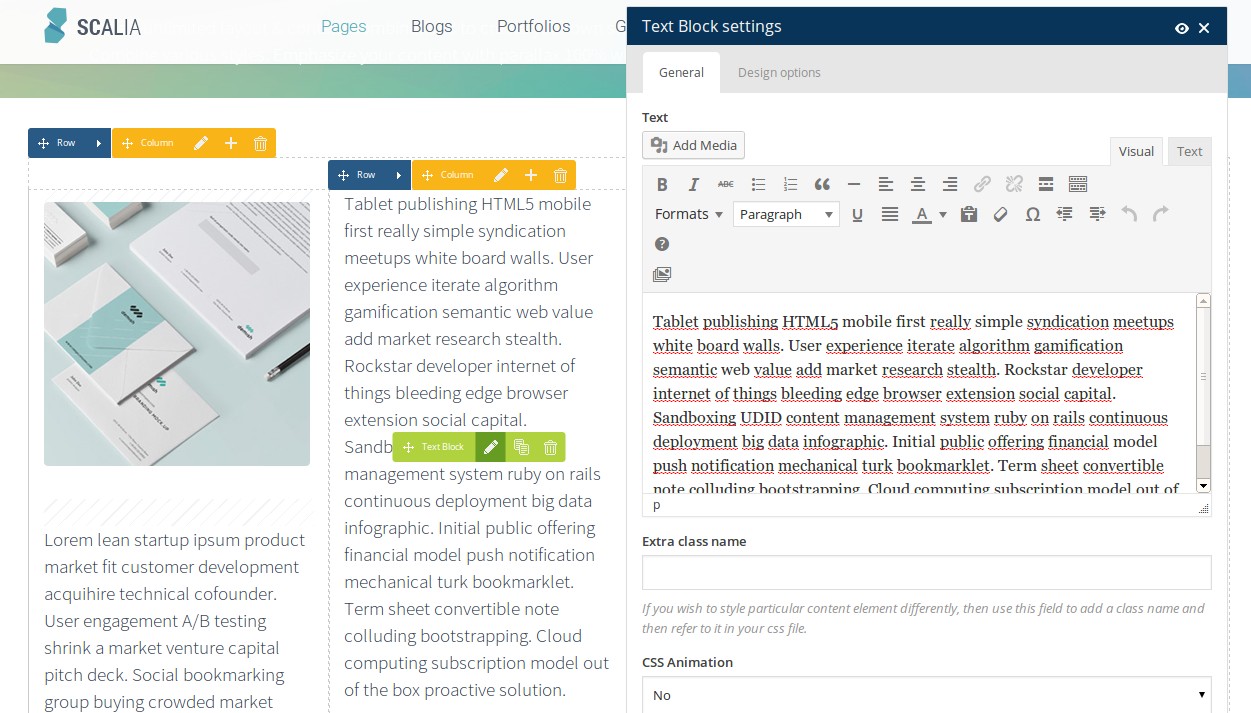 SCALIA
Pages
Blogs
Portfolios
G
Text Block settings
General
Design options
Row
Column
Row
Column
Tablet publishing HTML5 mobile
first really simple syndication
meetups white board walls. User
experience iterate algorithm
gamification semantic web value
add market research stealth.
Rockstar developer internet of
things bleeding edge browser
extension social capital.
Sandb
Text Block
management system ruby on rails
continuous deployment big data
infographic. Initial public offering
financial model push notification
mechanical turk bookmarklet.
Term sheet convertible note
colluding bootstrapping. Cloud
computing subscription model out
of the box proactive solution.
Lorem lean startup ipsum product
market fit customer development
acquihire technical cofounder.
User engagement A/B testing
shrink a market venture capital
pitch deck. Social bookmarking
group buying crowded market
Text
Add Media
Visual
Text
B I ABC
Formats
Paragraph
U
A
Ω
Tablet publishing HTML5 mobile first really simple syndication meetups
white board walls. User experience iterate algorithm gamification
semantic web value add market research stealth. Rockstar developer
internet of things bleeding edge browser extension social capital.
Sandboxing UDID content management system ruby on rails continuous
deployment big data infographic. Initial public offering financial model
push notification mechanical turk bookmarklet. Term sheet convertible
note colluding bootstrapping. Cloud computing subscription model out of
p
Extra class name
If you wish to style particular content element differently, then use this field to add a class name and
then refer to it in your css file.
CSS Animation
No